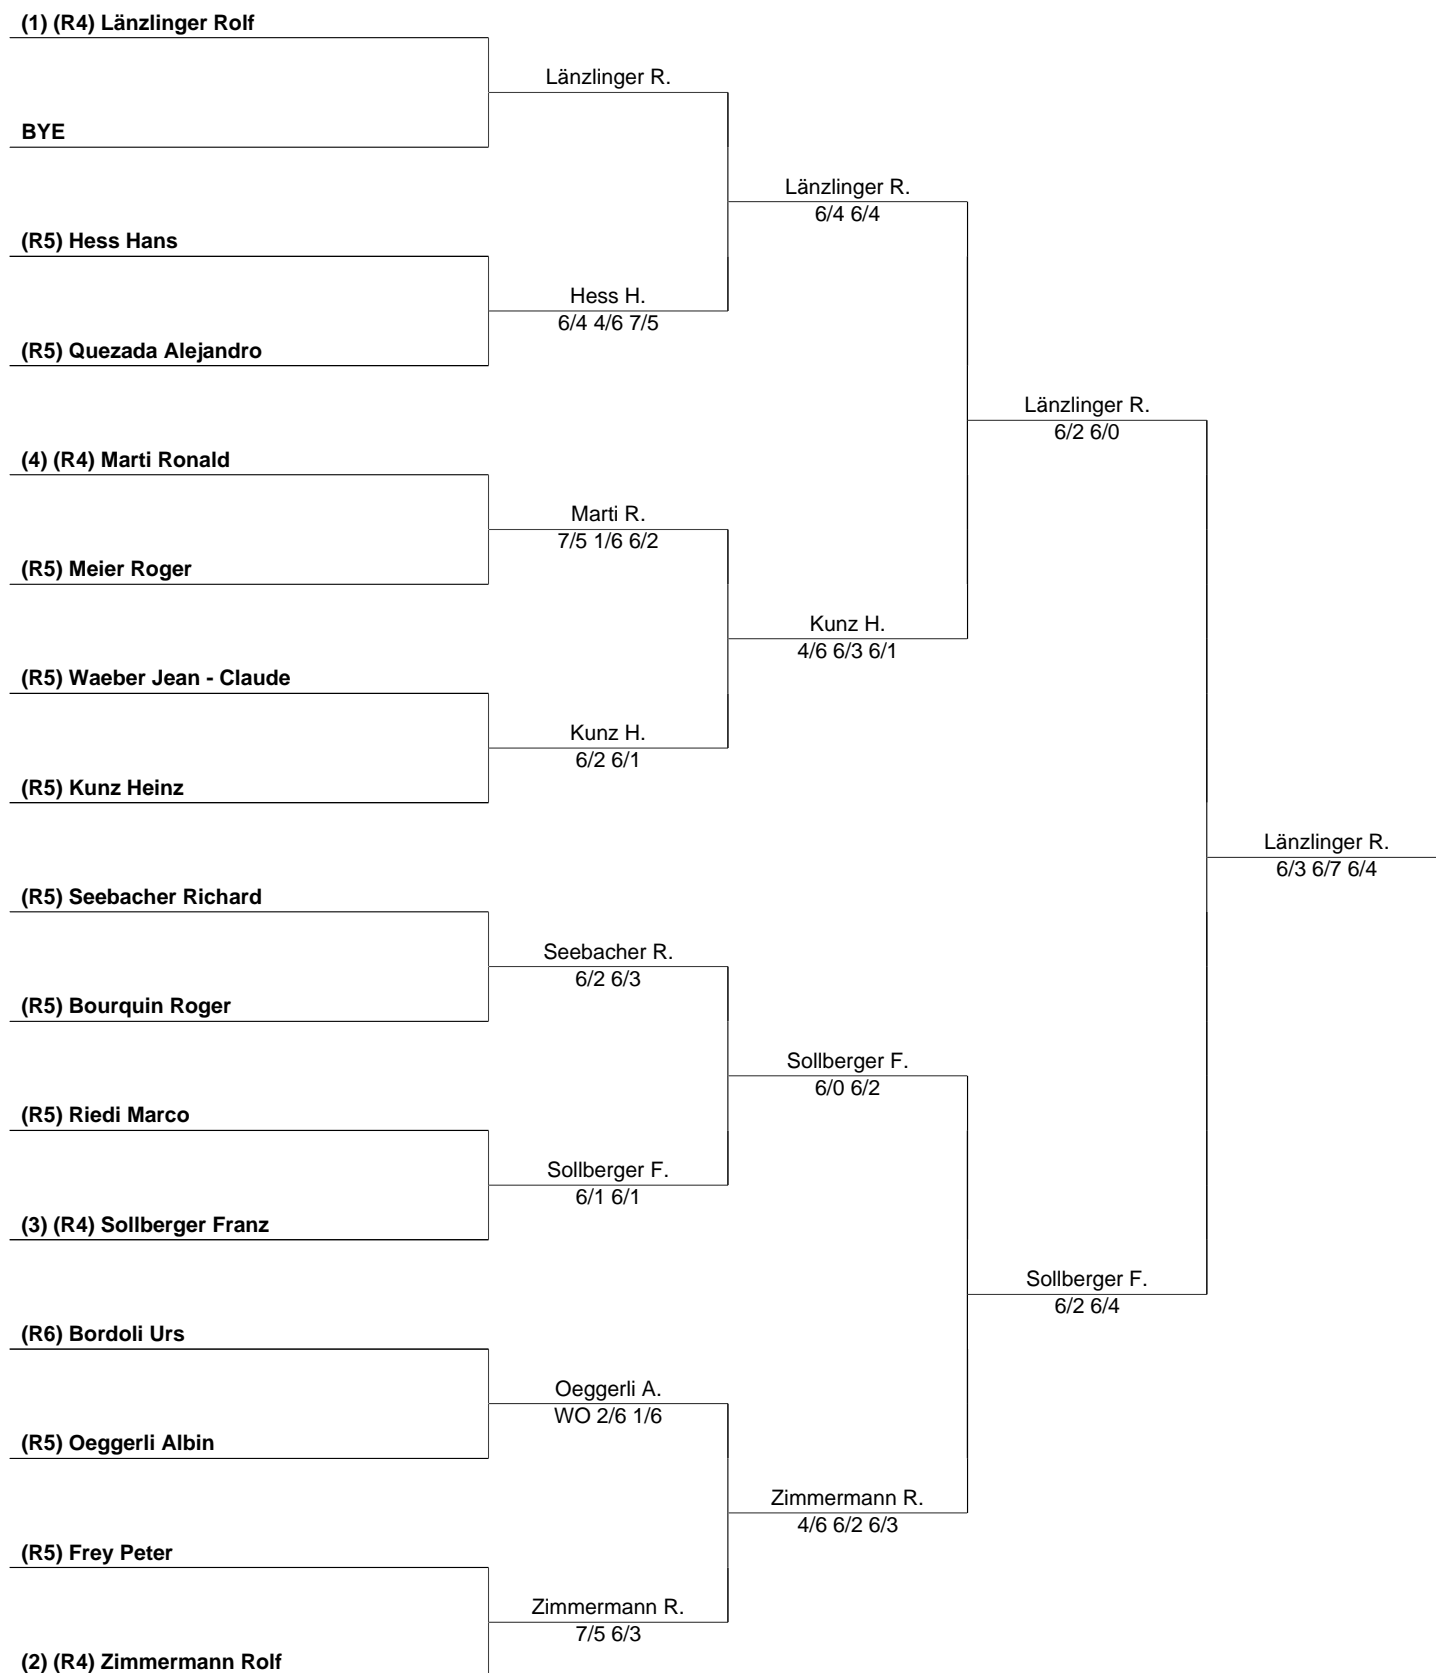 (1) (R4) Länzlinger Rolf
Länzlinger R.
BYE
Länzlinger R.
6/4 6/4
(R5) Hess Hans
Hess H.
6/4 4/6 7/5
(R5) Quezada Alejandro
Länzlinger R.
6/2 6/0
(4) (R4) Marti Ronald
Marti R.
7/5 1/6 6/2
(R5) Meier Roger
Kunz H.
4/6 6/3 6/1
(R5) Waeber Jean - Claude
Kunz H.
6/2 6/1
(R5) Kunz Heinz
Länzlinger R.
6/3 6/7 6/4
(R5) Seebacher Richard
Seebacher R.
6/2 6/3
(R5) Bourquin Roger
Sollberger F.
6/0 6/2
(R5) Riedi Marco
Sollberger F.
6/1 6/1
(3) (R4) Sollberger Franz
Sollberger F.
6/2 6/4
(R6) Bordoli Urs
Oeggerli A.
WO 2/6 1/6
(R5) Oeggerli Albin
Zimmermann R.
4/6 6/2 6/3
(R5) Frey Peter
Zimmermann R.
7/5 6/3
(2) (R4) Zimmermann Rolf